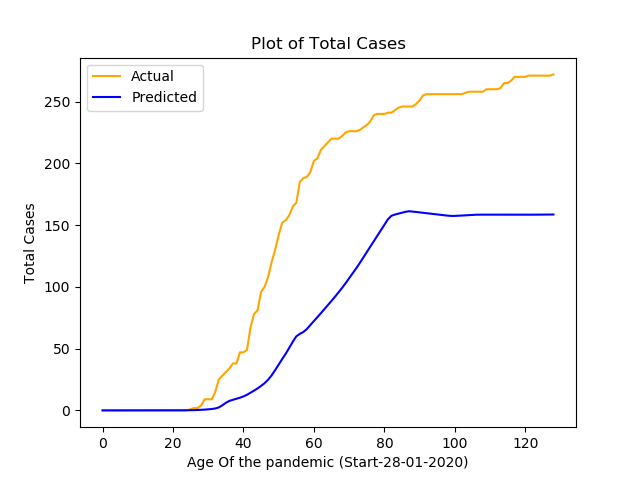 Plot of Total Cases
Actual
Predicted
Total Cases
250
200
150
100
50
0
0 20 40 60 80 100 120
Age Of the pandemic (Start-28-01-2020)